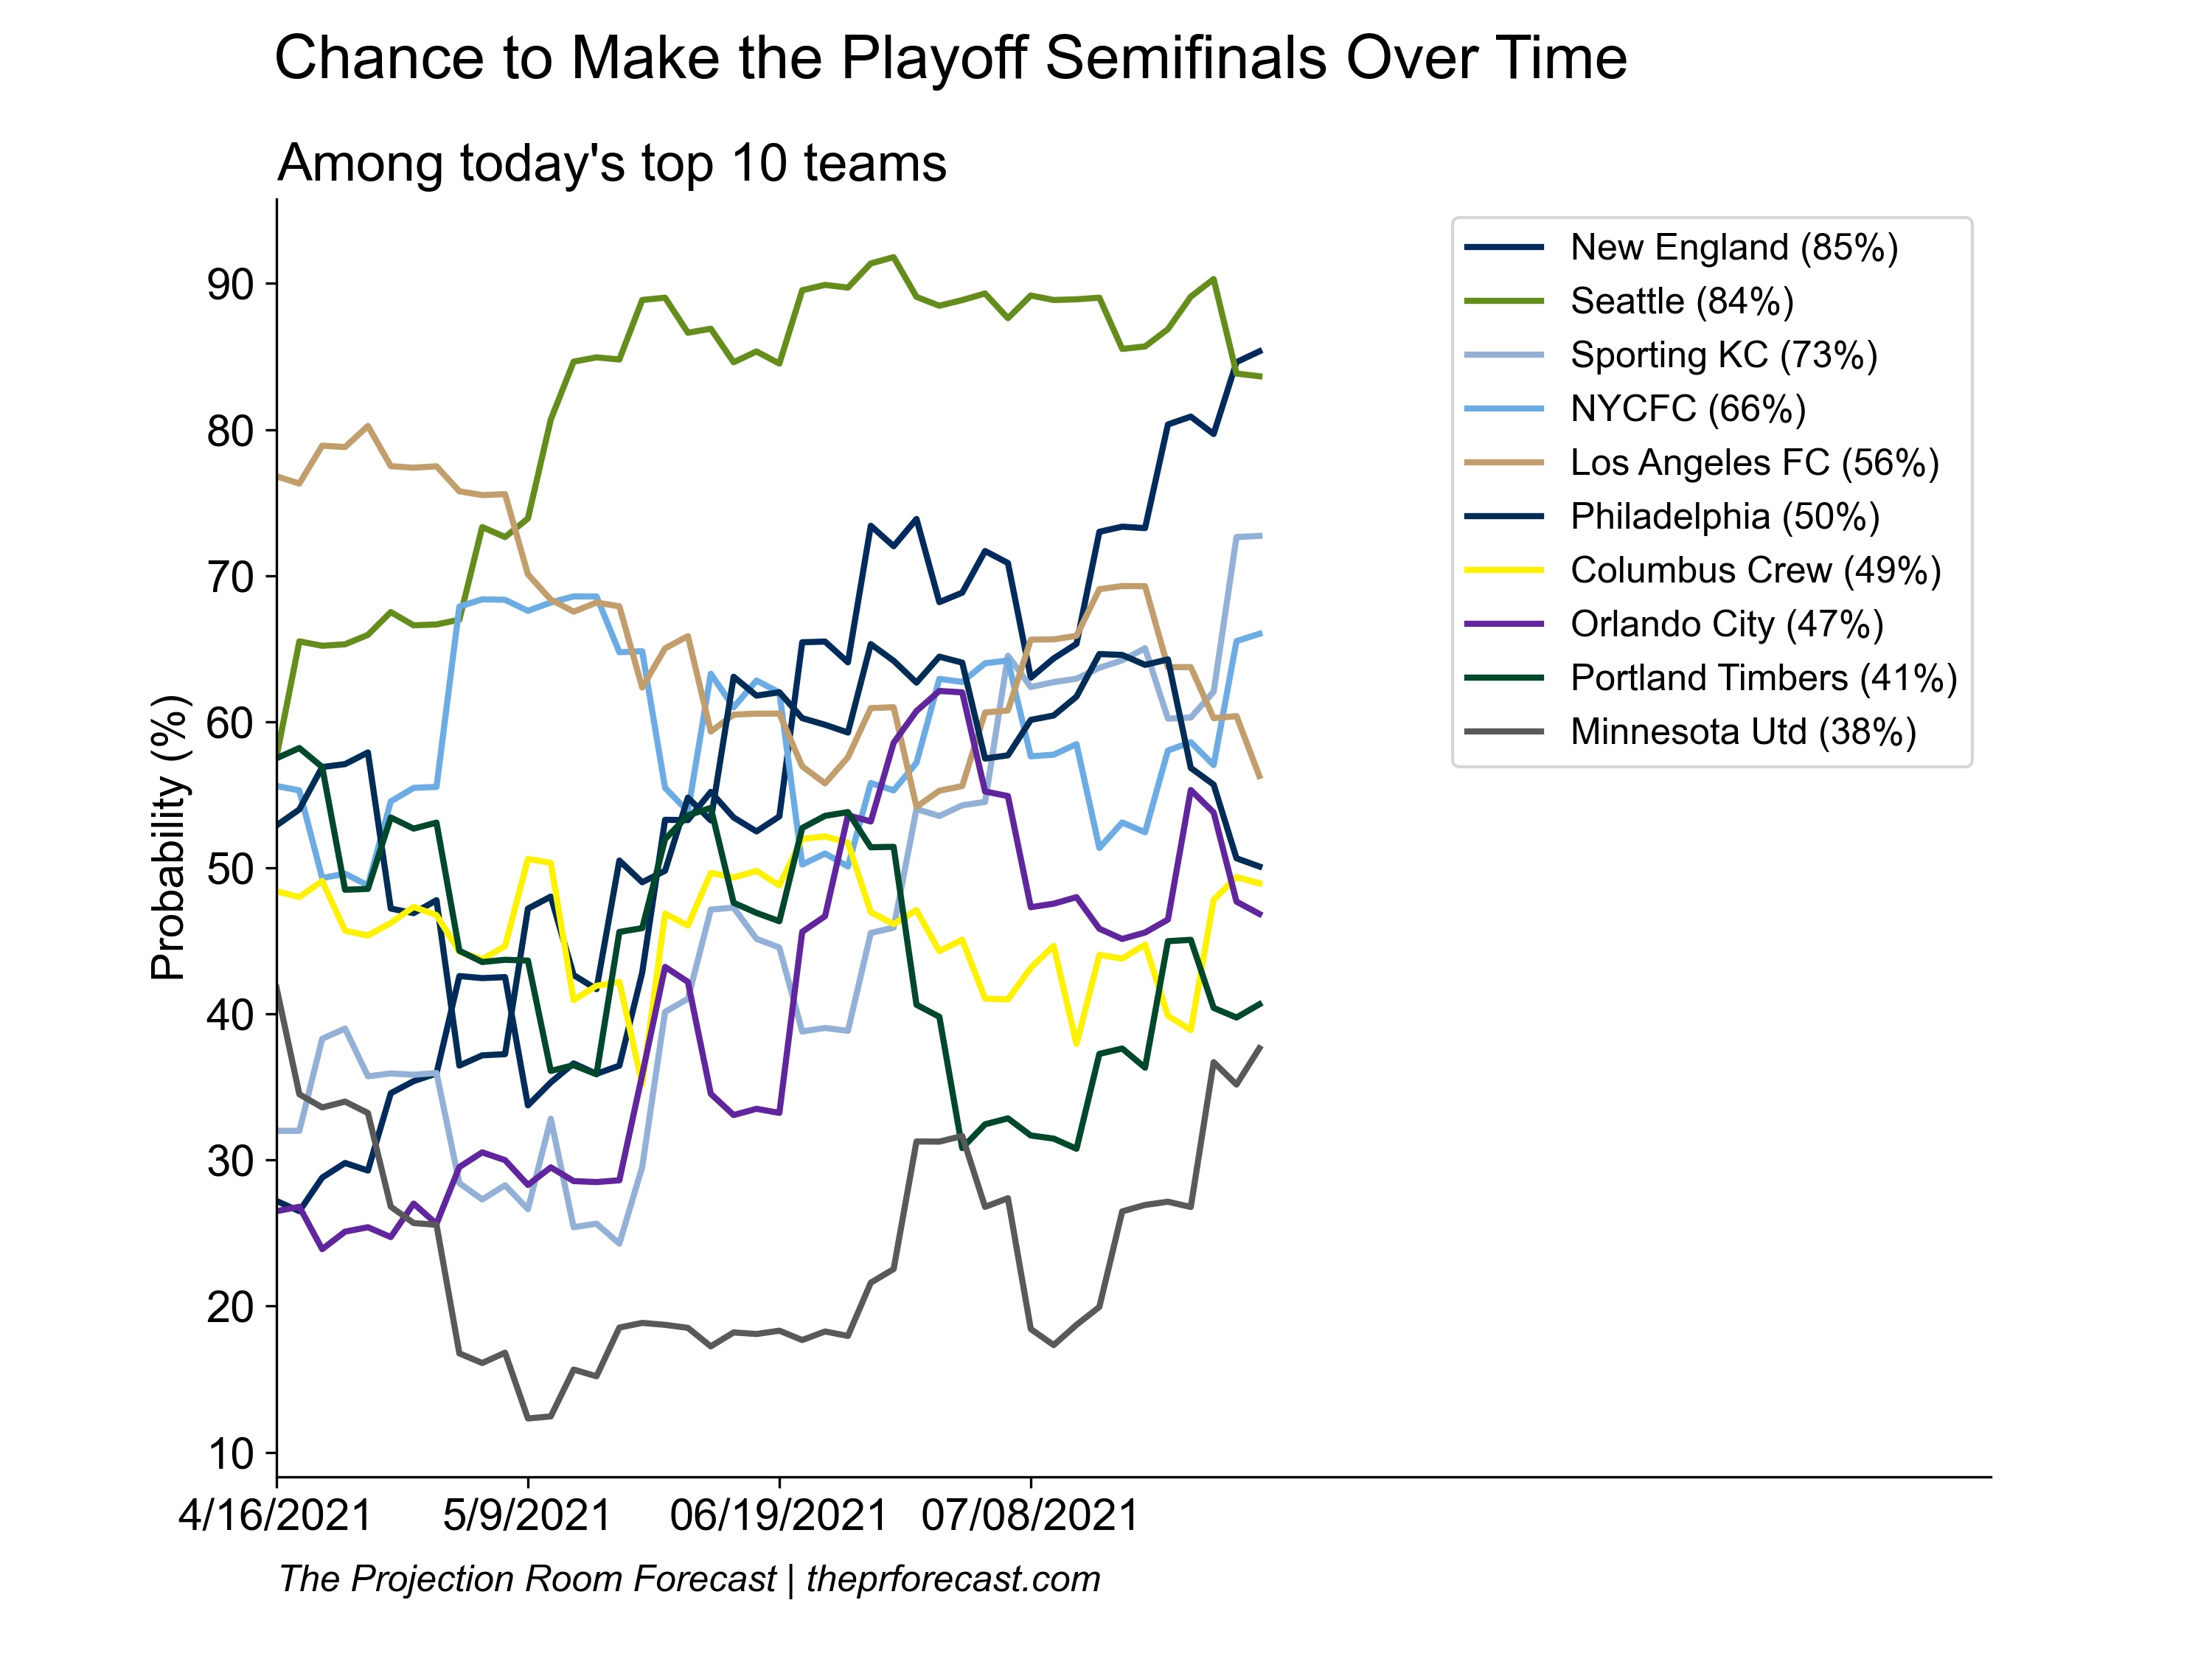 Chance to Make the Playoff Semifinals Over Time
Among today's top 10 teams
New England (85%)
Seattle (84%)
Sporting KC (73%)
NYCFC (66%)
Los Angeles FC (56%)
Philadelphia (50%)
Columbus Crew (49%)
Orlando City (47%)
Portland Timbers (41%)
Minnesota Utd (38%)
Probability (%)
90
80
70
60
50
40
30
20
10
4/16/2021 5/9/2021 06/19/2021 07/08/2021
The Projection Room Forecast | theprforecast.com